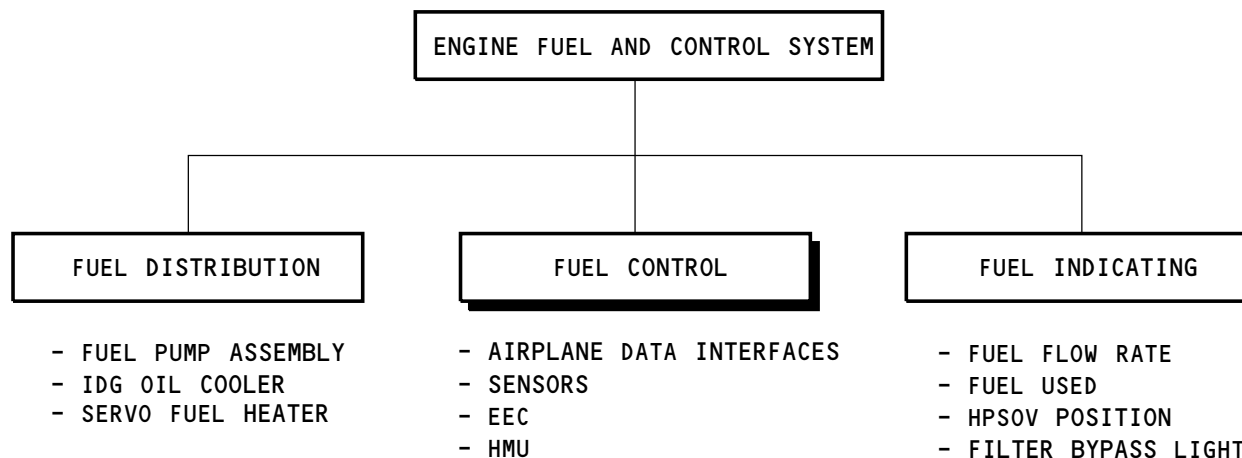 ENGINE FUEL AND CONTROL SYSTEM
FUEL DISTRIBUTION
- FUEL PUMP ASSEMBLY
- IDG OIL COOLER
- SERVO FUEL HEATER
FUEL CONTROL
- AIRPLANE DATA INTERFACES
- SENSORS
- EEC
- HMU
FUEL INDICATING
- FUEL FLOW RATE
- FUEL USED
- HPSOV POSITION
- FILTER BYPASS LIGHT